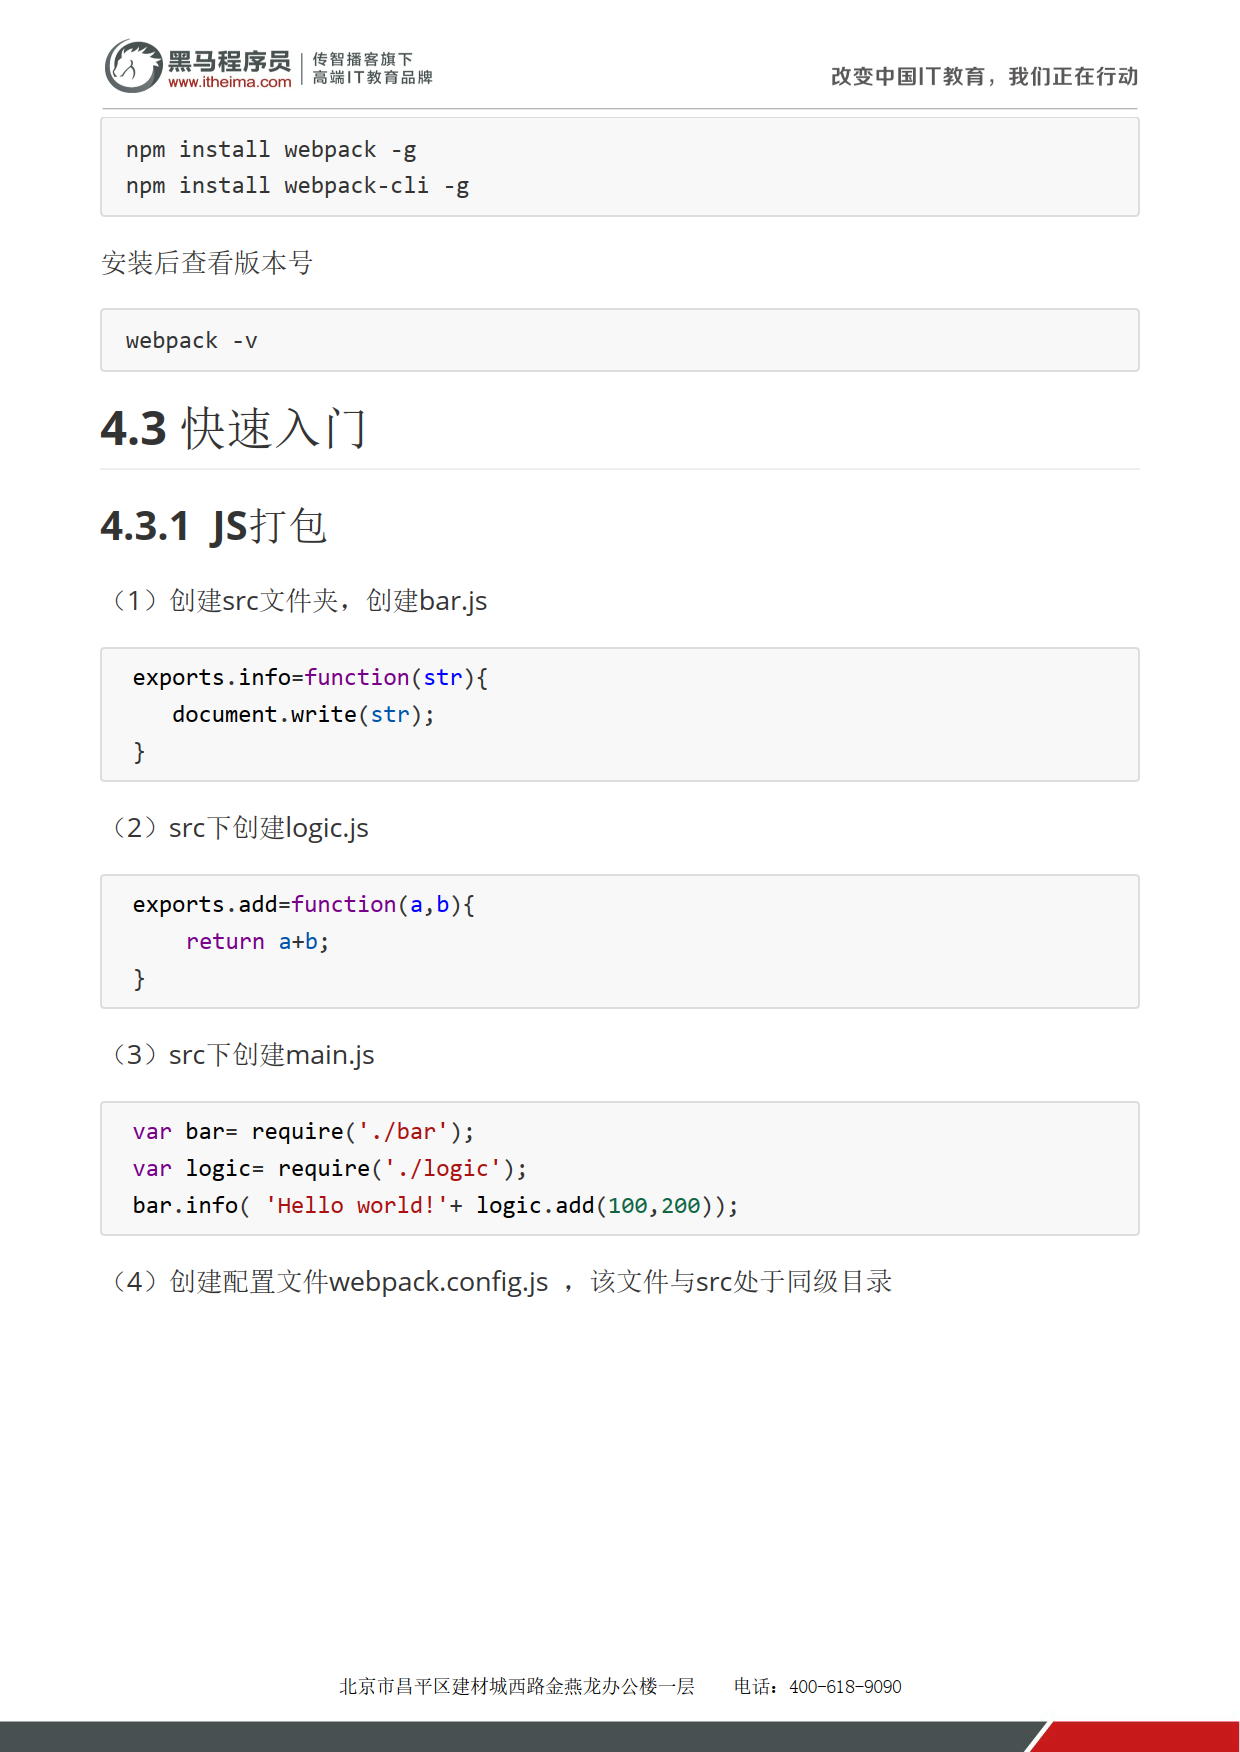 黑马程序员
www.itheima.com
传智播客旗下
高端IT教育品牌
改变中国IT教育，我们正在行动
npm install webpack -g
npm install webpack-cli -g
安装后查看版本号
webpack -v
4.3 快速入门
4.3.1 JS打包
（1）创建src文件夹，创建bar.js
exports.info=function(str){
   document.write(str);
}
（2）src下创建logic.js
exports.add=function(a,b){
    return a+b;
}
（3）src下创建main.js
var bar= require('./bar');
var logic= require('./logic');
bar.info( 'Hello world!'+ logic.add(100,200));
（4）创建配置文件webpack.config.js ，该文件与src处于同级目录
北京市昌平区建材城西路金燕龙办公楼一层 电话：400-618-9090